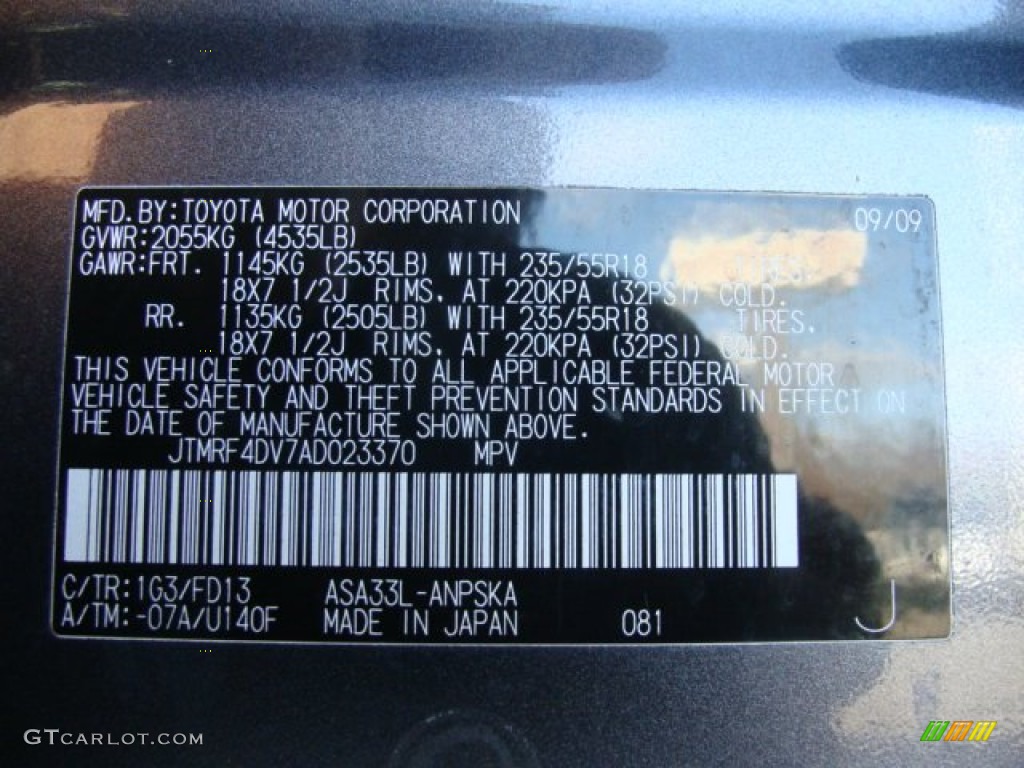 MFD.BY:TOYOTA MOTOR CORPORATION 09/09
GVWR:2055KG (4535LB)
GAWR:FRT. 1145KG (2535LB) WITH 235/55R18 TIRES,
18X7 1/2J RIMS, AT 220KPA (32PSI) COLD.
RR. 1135KG (2505LB) WITH 235/55R18 TIRES,
18X7 1/2J RIMS, AT 220KPA (32PSI) COLD.
THIS VEHICLE CONFORMS TO ALL APPLICABLE FEDERAL MOTOR
VEHICLE SAFETY AND THEFT PREVENTION STANDARDS IN EFFECT ON
THE DATE OF MANUFACTURE SHOWN ABOVE.
JTMRF4DV7AD023370 MPV
C/TR:1G3/FD13 ASA33L-ANPSKA
A/TM:-07A/U140F MADE IN JAPAN 081 J
GTCARLOT.COM